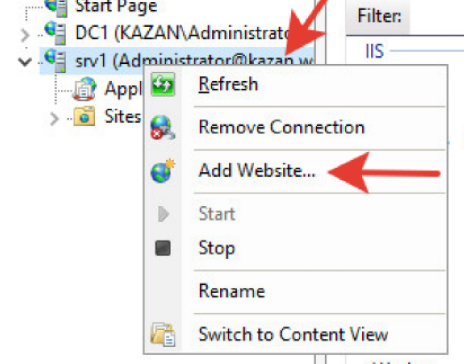 Start Page
Filter:
DC1 (KAZAN\Administrato
IIS
srv1 (Administrator@kazan.w
Appl
Sites
Refresh
Remove Connection
Add Website...
Start
Stop
Rename
Switch to Content View